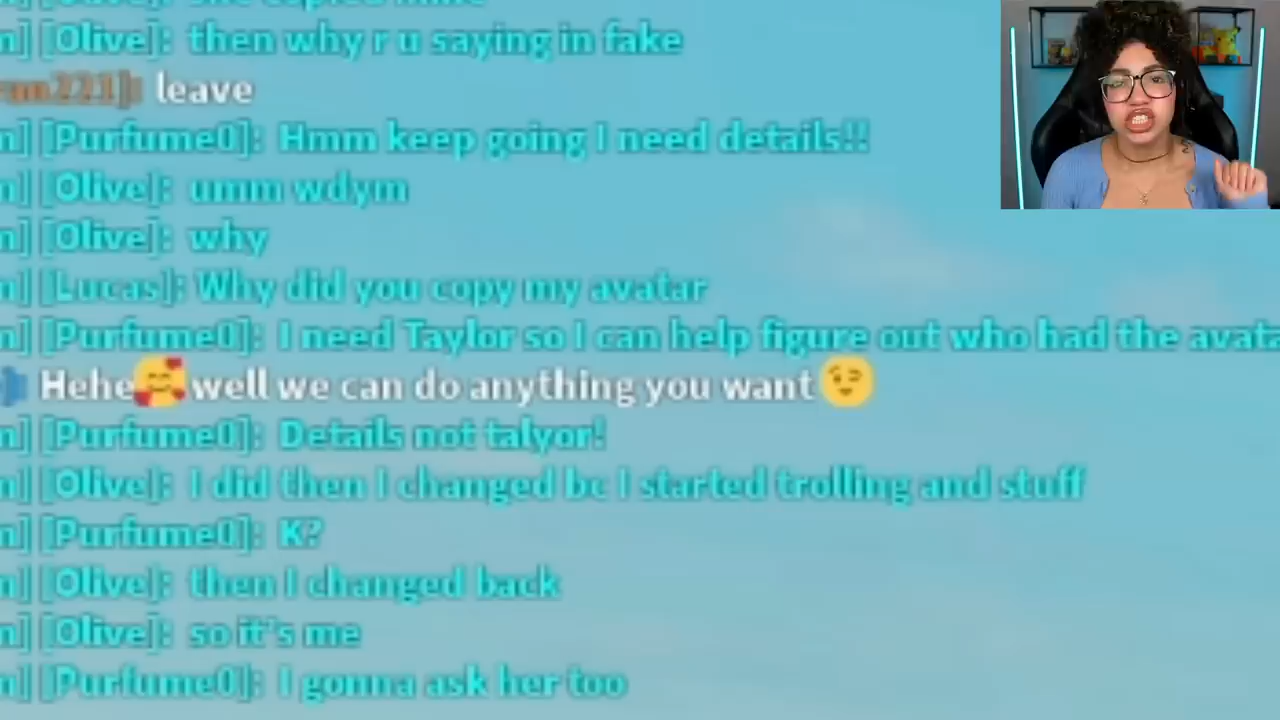 n] [Olive]: then why r u saying in fake
leave
n] [Purfume0]: Hmm keep going I need details!!
n] [Olive]: umm wdym
n] [Olive]: why
n] [Lucas]: Why did you copy my avatar
n] [Purfume0]: I need Taylor so I can help figure out who had the avata
Hehe🥰 well we can do anything you want😉
n] [Purfume0]: Details not talyor!
n] [Olive]: I did then I changed bc I started trolling and stuff
n] [Purfume0]: K?
n] [Olive]: then I changed back
n] [Olive]: so it's me
n] [Purfume0]: I gonna ask her too